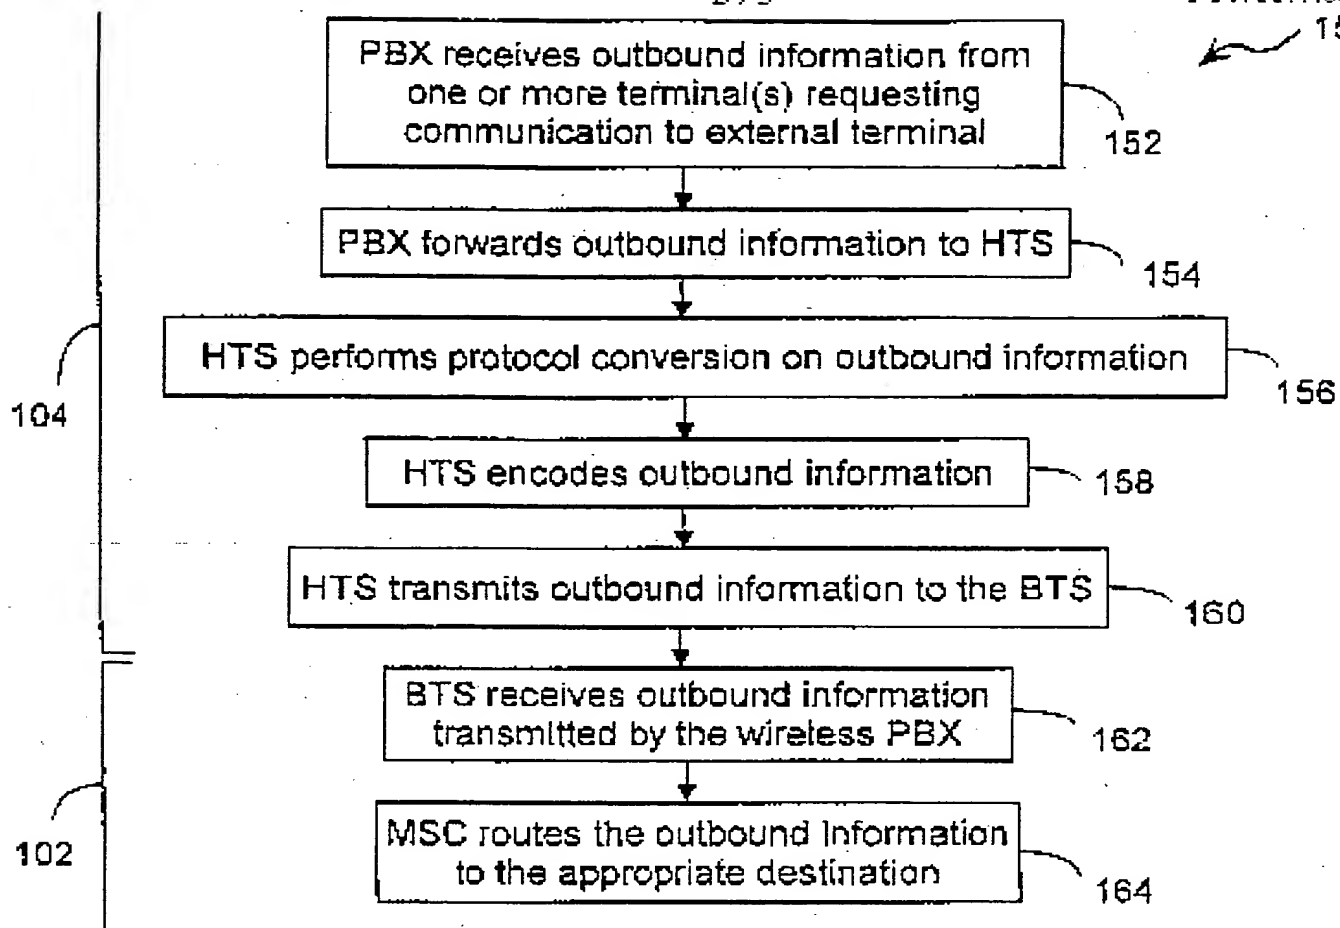 PBX receives outbound information from
one or more terminal(s) requesting
communication to external terminal
152
PBX forwards outbound information to HTS
154
HTS performs protocol conversion on outbound information
156
104
HTS encodes outbound information
158
HTS transmits outbound information to the BTS
160
BTS receives outbound information
transmitted by the wireless PBX
162
102
MSC routes the outbound Information
to the appropriate destination
164